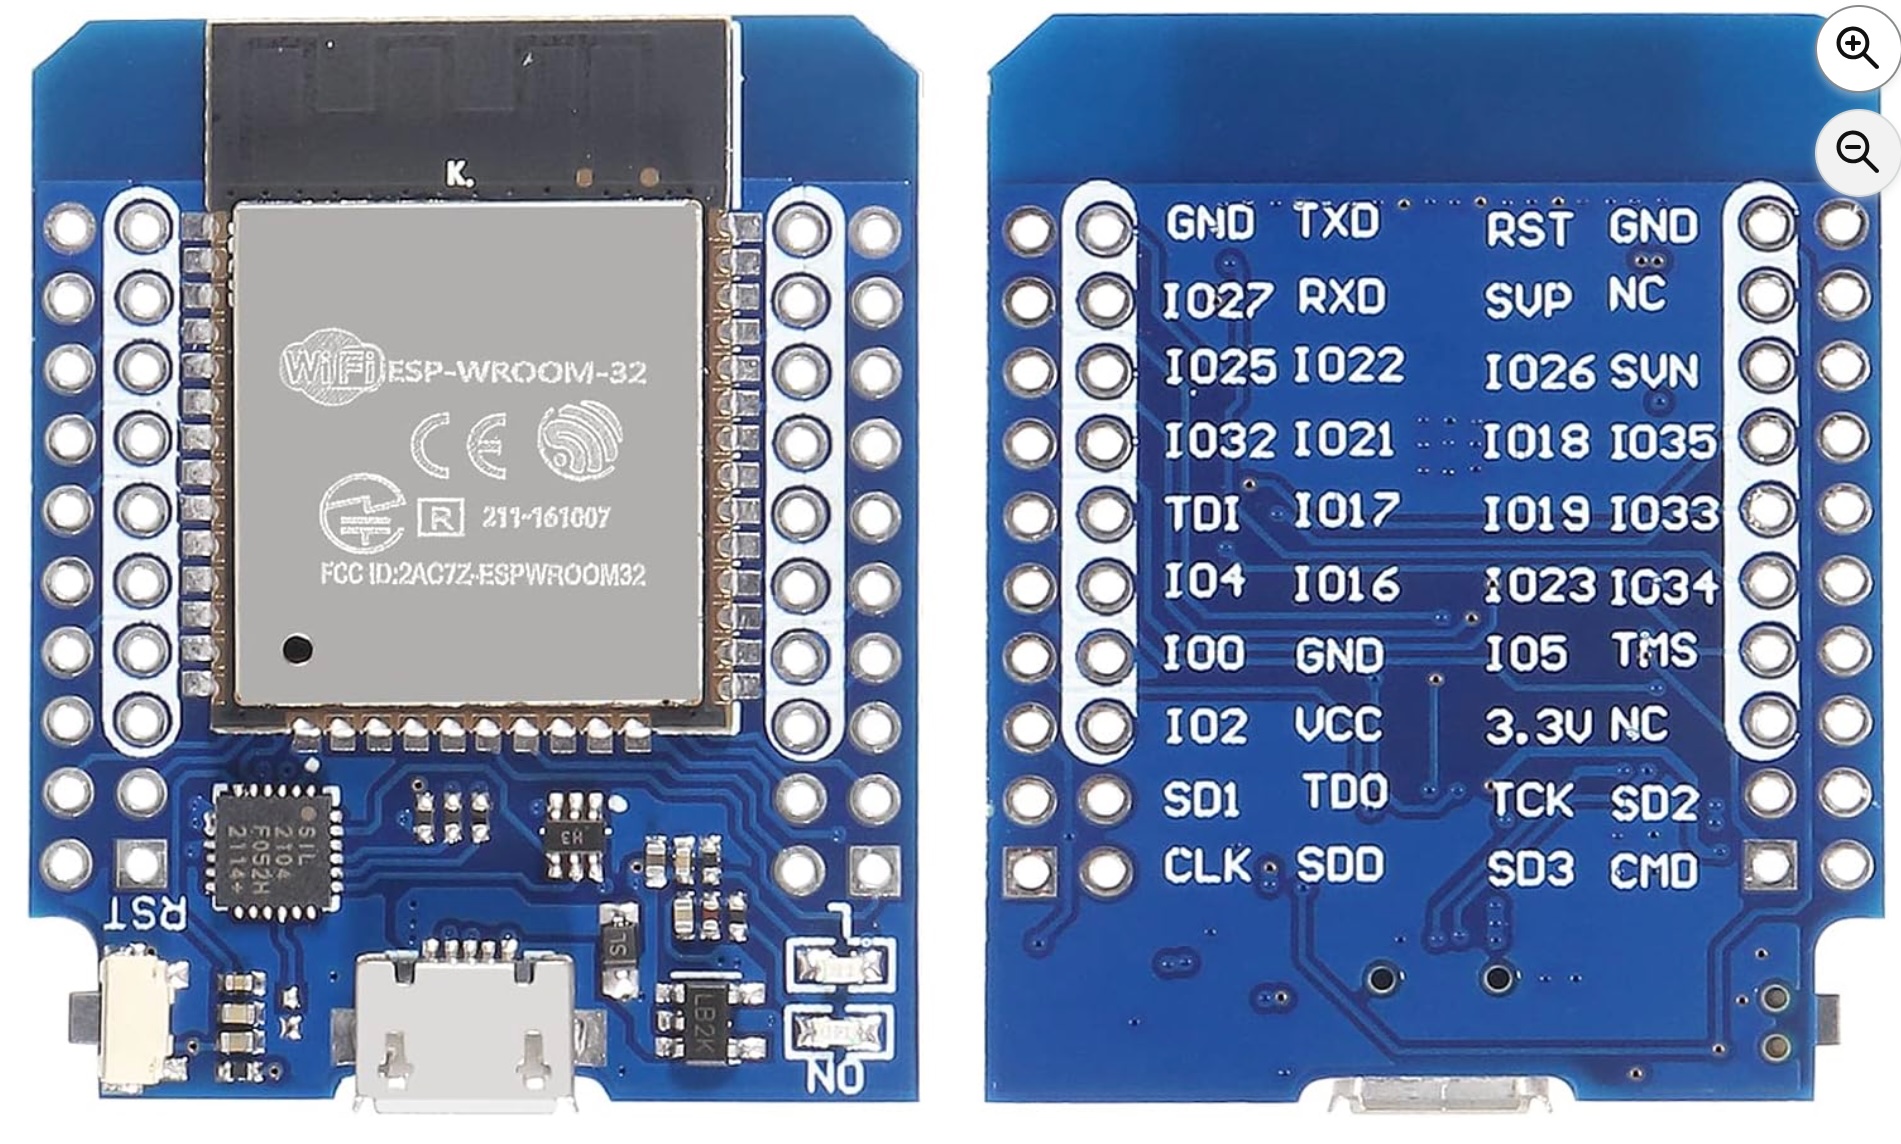 K.
WiFi ESP-WROOM-32
CE
R 211-161007
FCC ID:2AC7Z-ESPWROOM32
SIL
2104
F052H
2114+
H3
RST
SL
LB2K
L
ON
GND TXD RST GND
IO27 RXD SVP NC
IO25 IO22 IO26 SVN
IO32 IO21 IO18 IO35
TDI IO17 IO19 IO33
IO4 IO16 IO23 IO34
IO0 GND IO5 TMS
IO2 VCC 3.3V NC
SD1 TDO TCK SD2
CLK SDD SD3 CMD